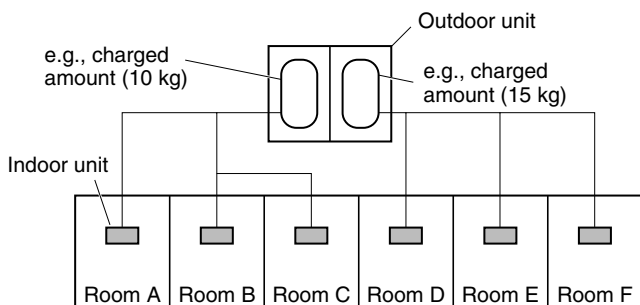 Outdoor unit
e.g., charged
amount (10 kg)
e.g., charged
amount (15 kg)
Indoor unit
Room A Room B Room C Room D Room E Room F